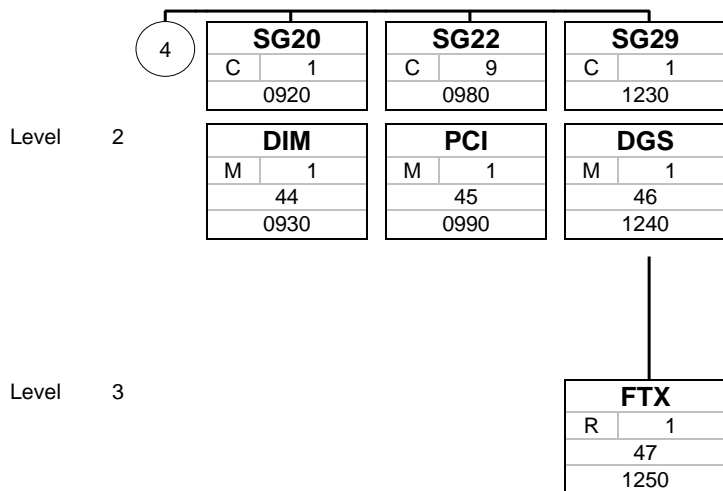 4
SG20 SG22 SG29
C 1 C 9 C 1
0920 0980 1230
Level 2 DIM PCI DGS
M 1 M 1 M 1
44 45 46
0930 0990 1240
Level 3 FTX
R 1
47
1250